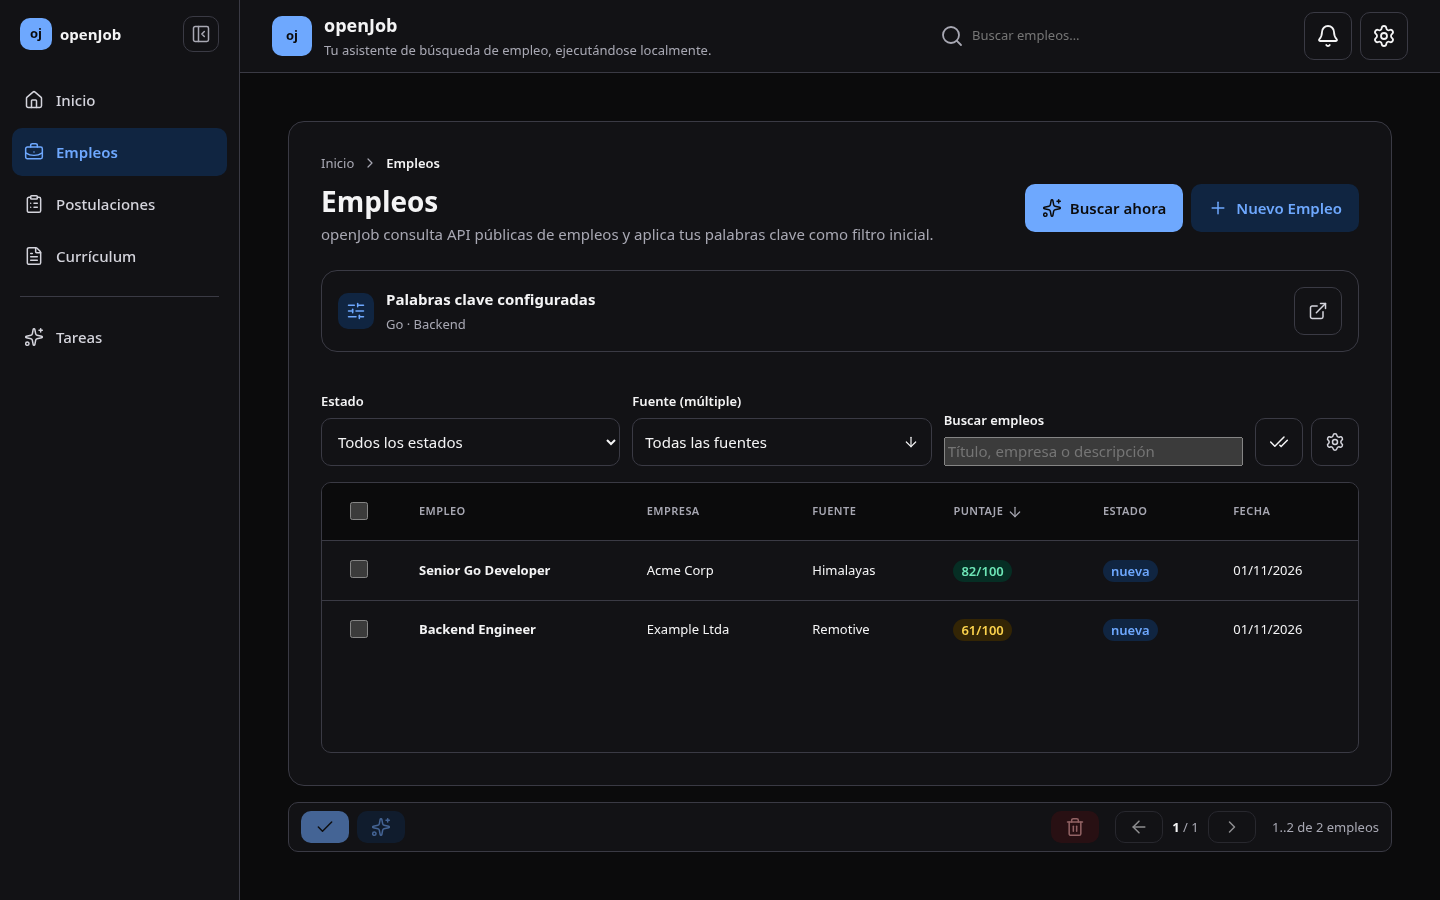 oj openJob
Inicio
Empleos
Postulaciones
Currículum
Tareas
oj
openJob
Tu asistente de búsqueda de empleo, ejecutándose localmente.
Buscar empleos...
Inicio > Empleos
Empleos
openJob consulta API públicas de empleos y aplica tus palabras clave como filtro inicial.
Buscar ahora
Nuevo Empleo
Palabras clave configuradas
Go · Backend
Estado
Todos los estados
Fuente (múltiple)
Todas las fuentes
Buscar empleos
Título, empresa o descripción
EMPLEO EMPRESA FUENTE PUNTAJE ESTADO FECHA
Senior Go Developer Acme Corp Himalayas 82/100 nueva 01/11/2026
Backend Engineer Example Ltda Remotive 61/100 nueva 01/11/2026
1 / 1
1..2 de 2 empleos